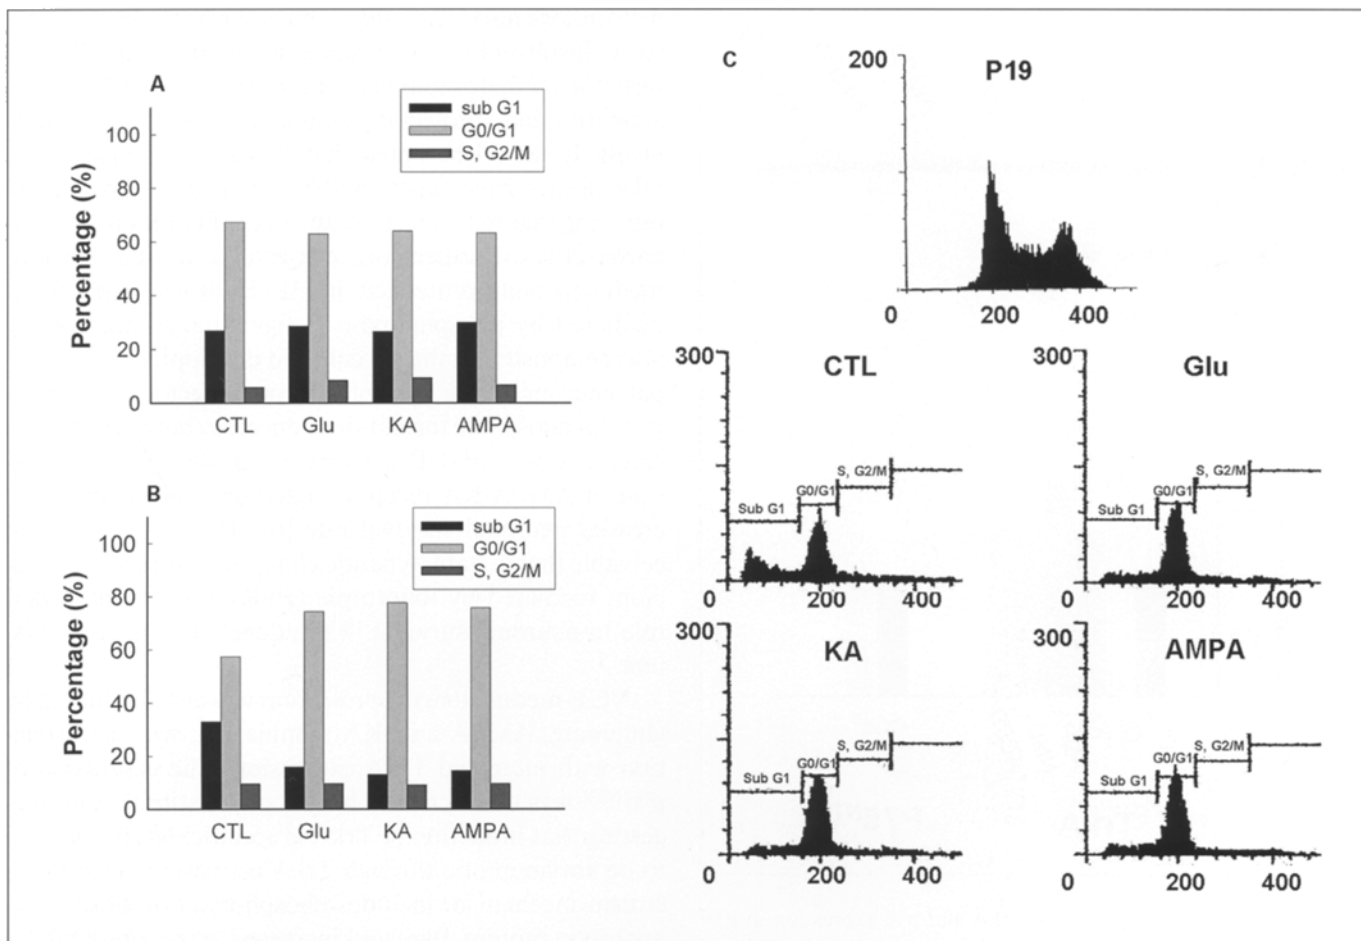 A
sub G1
G0/G1
S, G2/M
Percentage (%)
100
80
60
40
20
0
CTL Glu KA AMPA
B
sub G1
G0/G1
S, G2/M
Percentage (%)
100
80
60
40
20
0
CTL Glu KA AMPA
C
P19
200
0 200 400
CTL
300
Sub G1
G0/G1
S, G2/M
0 200 400
Glu
300
Sub G1
G0/G1
S, G2/M
0 200 400
KA
300
Sub G1
G0/G1
S, G2/M
0 200 400
AMPA
300
Sub G1
G0/G1
S, G2/M
0 200 400